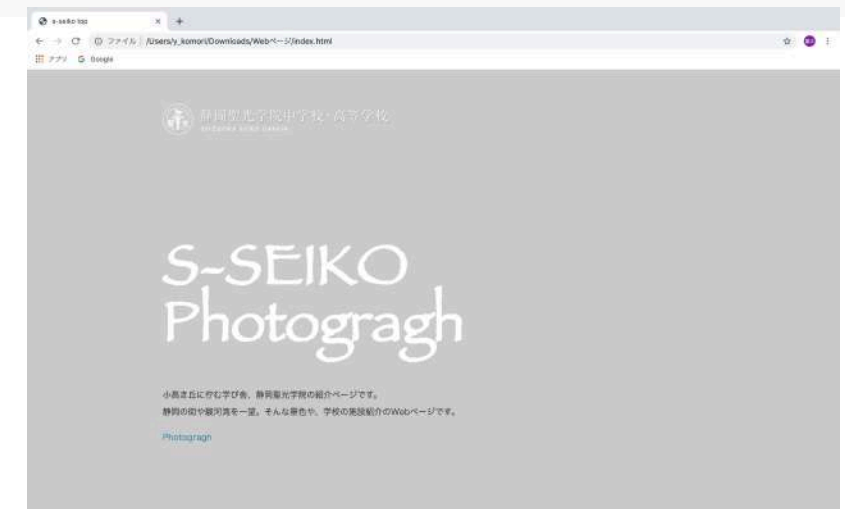 s-seiko top
ファイル /Users/y_komori/Downloads/Webページ/index.html
アプリ Google
静岡聖光学院中学校・高等学校
S-SEIKO
Photogragh
小高き丘に佇む学び舎、静岡聖光学院の紹介ページです。
静岡の街や駿河湾を一望。そんな景色や、学校の施設紹介のWebページです。
Photogragh